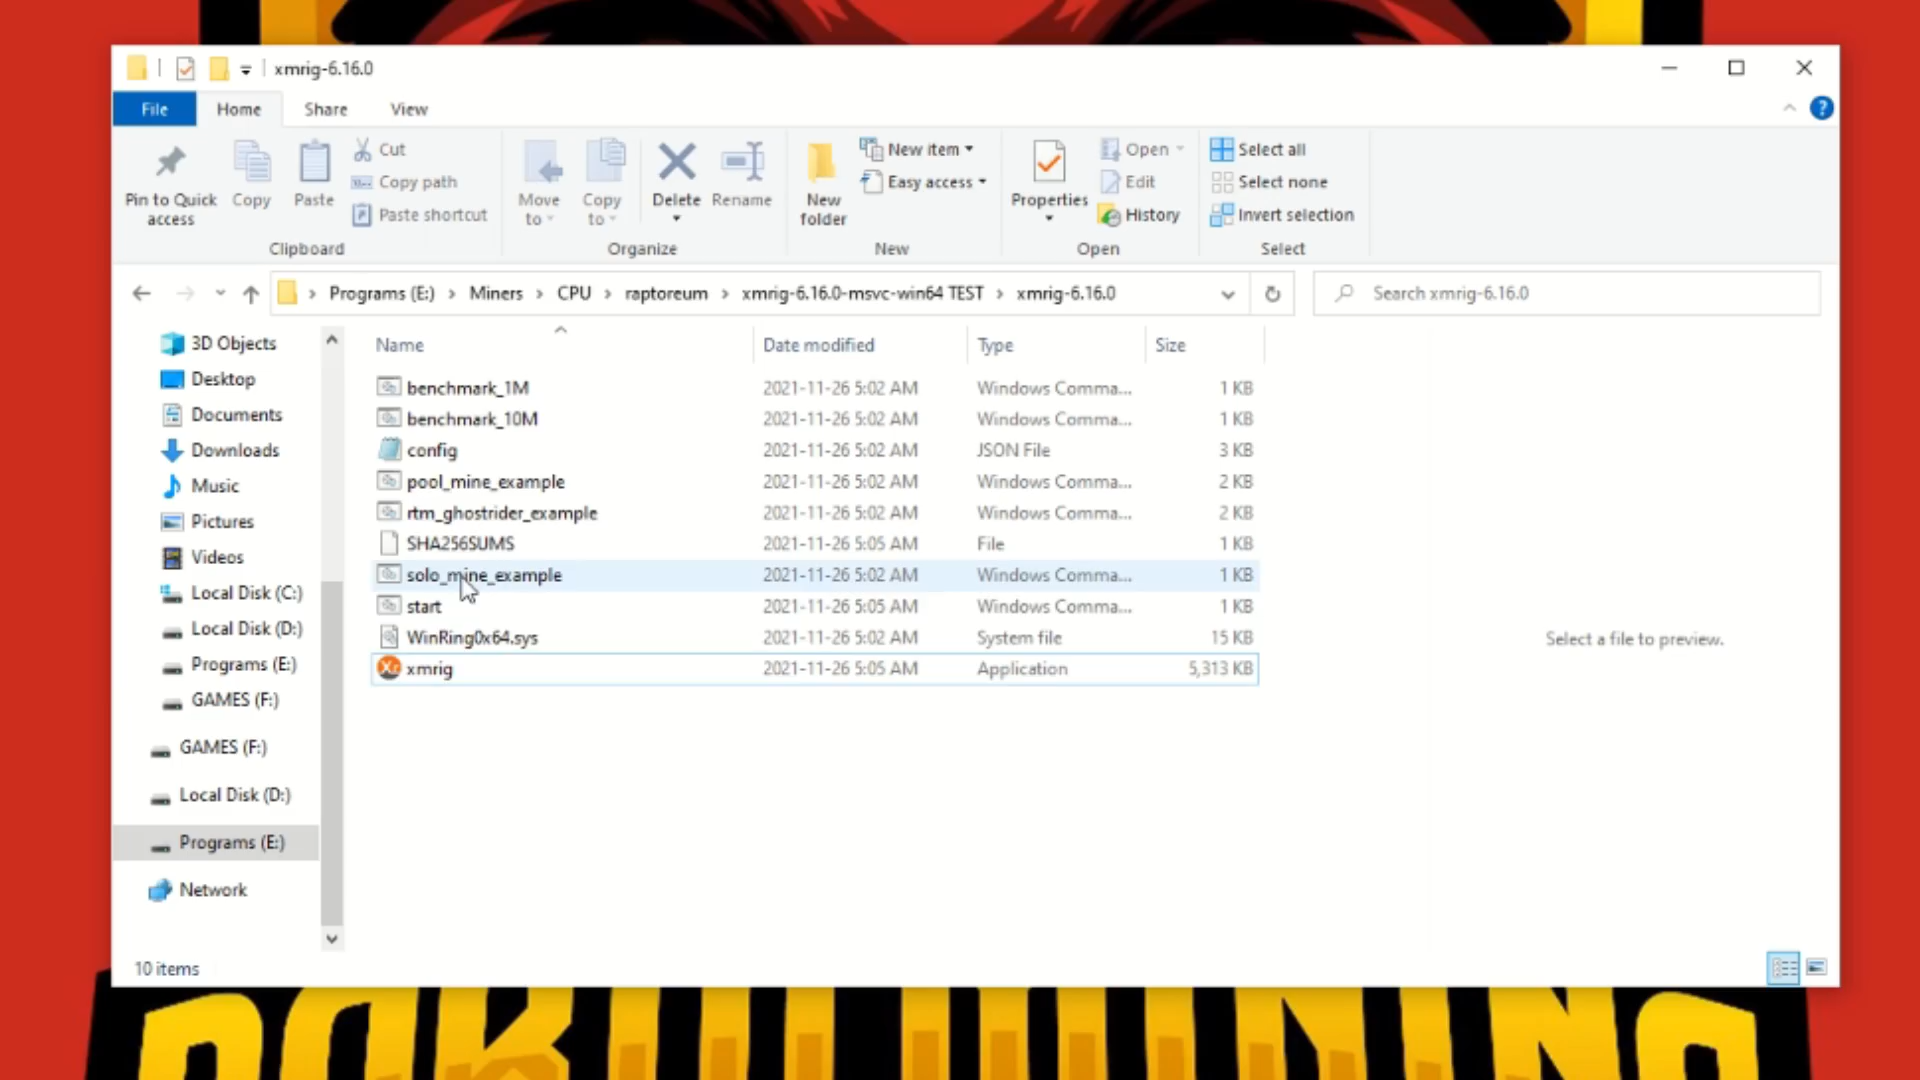 xmrig-6.16.0
File Home Share View
Pin to Quick access
Copy
Paste
Cut
Copy path
Paste shortcut
Clipboard
Move to
Copy to
Delete
Rename
Organize
New folder
New item
Easy access
New
Properties
Open
Edit
History
Open
Select all
Select none
Invert selection
Select
Programs (E:) > Miners > CPU > raptoreum > xmrig-6.16.0-msvc-win64 TEST > xmrig-6.16.0
Search xmrig-6.16.0
3D Objects
Desktop
Documents
Downloads
Music
Pictures
Videos
Local Disk (C:)
Local Disk (D:)
Programs (E:)
GAMES (F:)
GAMES (F:)
Local Disk (D:)
Programs (E:)
Network
Name Date modified Type Size
benchmark_1M 2021-11-26 5:02 AM Windows Comma... 1 KB
benchmark_10M 2021-11-26 5:02 AM Windows Comma... 1 KB
config 2021-11-26 5:02 AM JSON File 3 KB
pool_mine_example 2021-11-26 5:02 AM Windows Comma... 2 KB
rtm_ghostrider_example 2021-11-26 5:02 AM Windows Comma... 2 KB
SHA256SUMS 2021-11-26 5:05 AM File 1 KB
solo_mine_example 2021-11-26 5:02 AM Windows Comma... 1 KB
start 2021-11-26 5:05 AM Windows Comma... 1 KB
WinRing0x64.sys 2021-11-26 5:02 AM System file 15 KB
xmrig 2021-11-26 5:05 AM Application 5,313 KB
Select a file to preview.
10 items